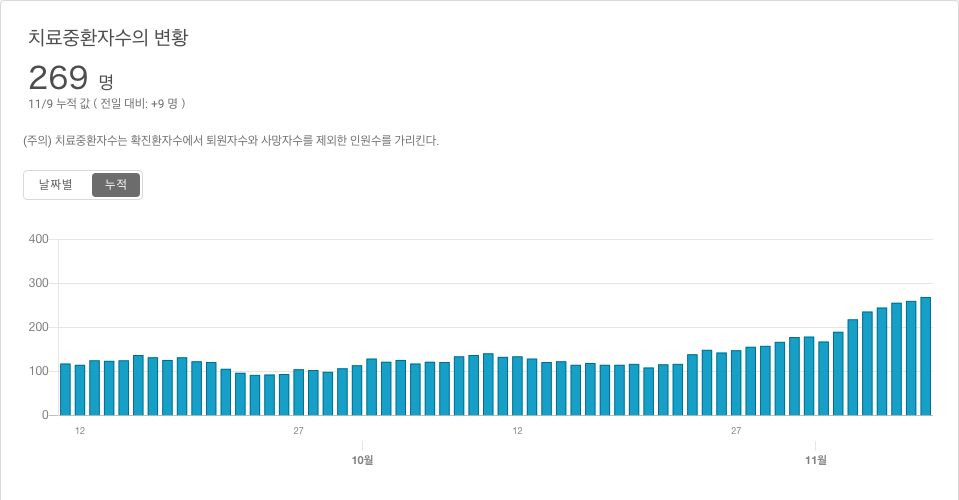 치료중환자수의 변황
269 명
11/9 누적 값 ( 전일 대비: +9 명 )
(주의) 치료중환자수는 확진환자수에서 퇴원자수와 사망자수를 제외한 인원수를 가리킨다.
날짜별 누적
400
300
200
100
0
12 27 12 27
10월 11월